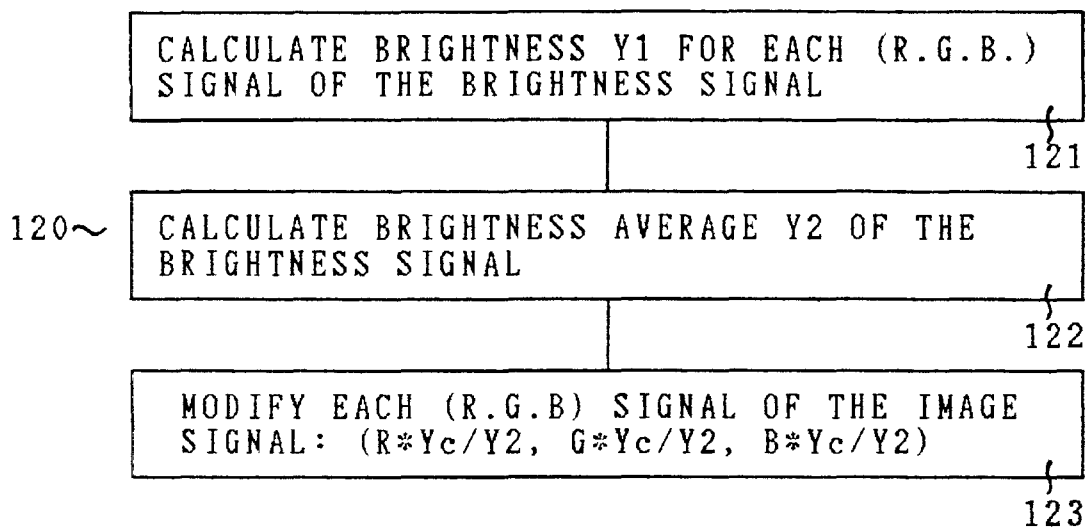 CALCULATE BRIGHTNESS Y1 FOR EACH (R.G.B.)
SIGNAL OF THE BRIGHTNESS SIGNAL
121
120~
CALCULATE BRIGHTNESS AVERAGE Y2 OF THE
BRIGHTNESS SIGNAL
122
MODIFY EACH (R.G.B) SIGNAL OF THE IMAGE
SIGNAL: (R*Yc/Y2, G*Yc/Y2, B*Yc/Y2)
123